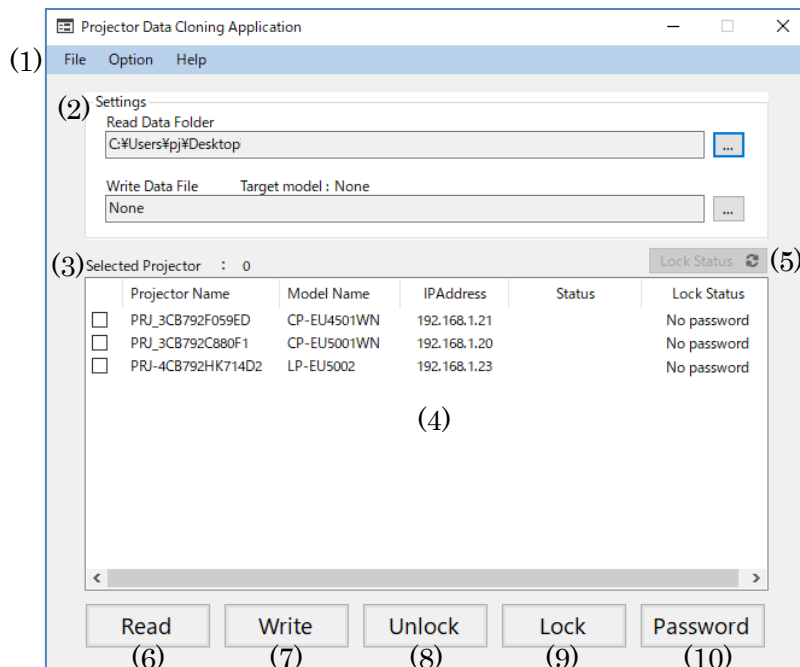 Projector Data Cloning Application
(1) File Option Help
(2) Settings
Read Data Folder
C:¥Users¥pj¥Desktop ...
Write Data File Target model : None
None ...
(3) Selected Projector : 0 Lock Status (5)
Projector Name Model Name IPAddress Status Lock Status
PRJ_3CB792F059ED CP-EU4501WN 192.168.1.21 No password
PRJ_3CB792C880F1 CP-EU5001WN 192.168.1.20 No password
PRJ-4CB792HK714D2 LP-EU5002 192.168.1.23 No password
(4)
Read Write Unlock Lock Password
(6) (7) (8) (9) (10)